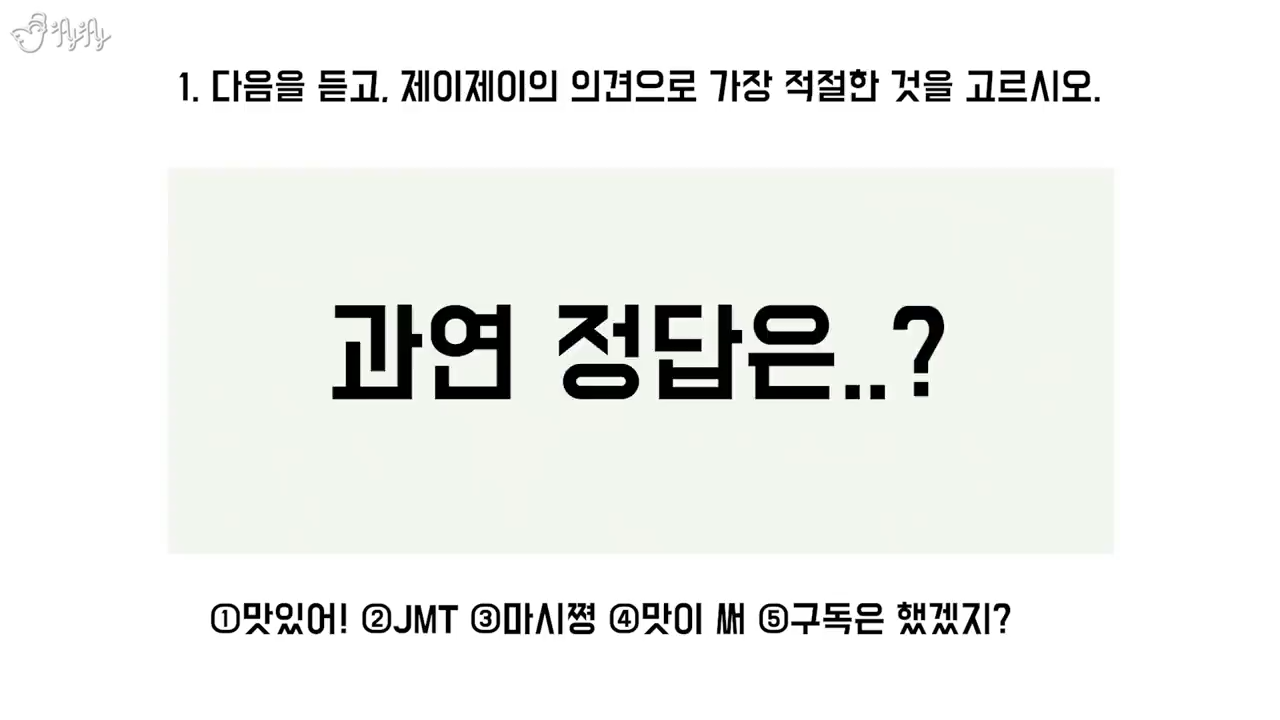 1. 다음을 듣고, 제이제이의 의견으로 가장 적절한 것을 고르시오.
과연 정답은..?
①맛있어! ②JMT ③마시쪙 ④맛이 써 ⑤구독은 했겠지?